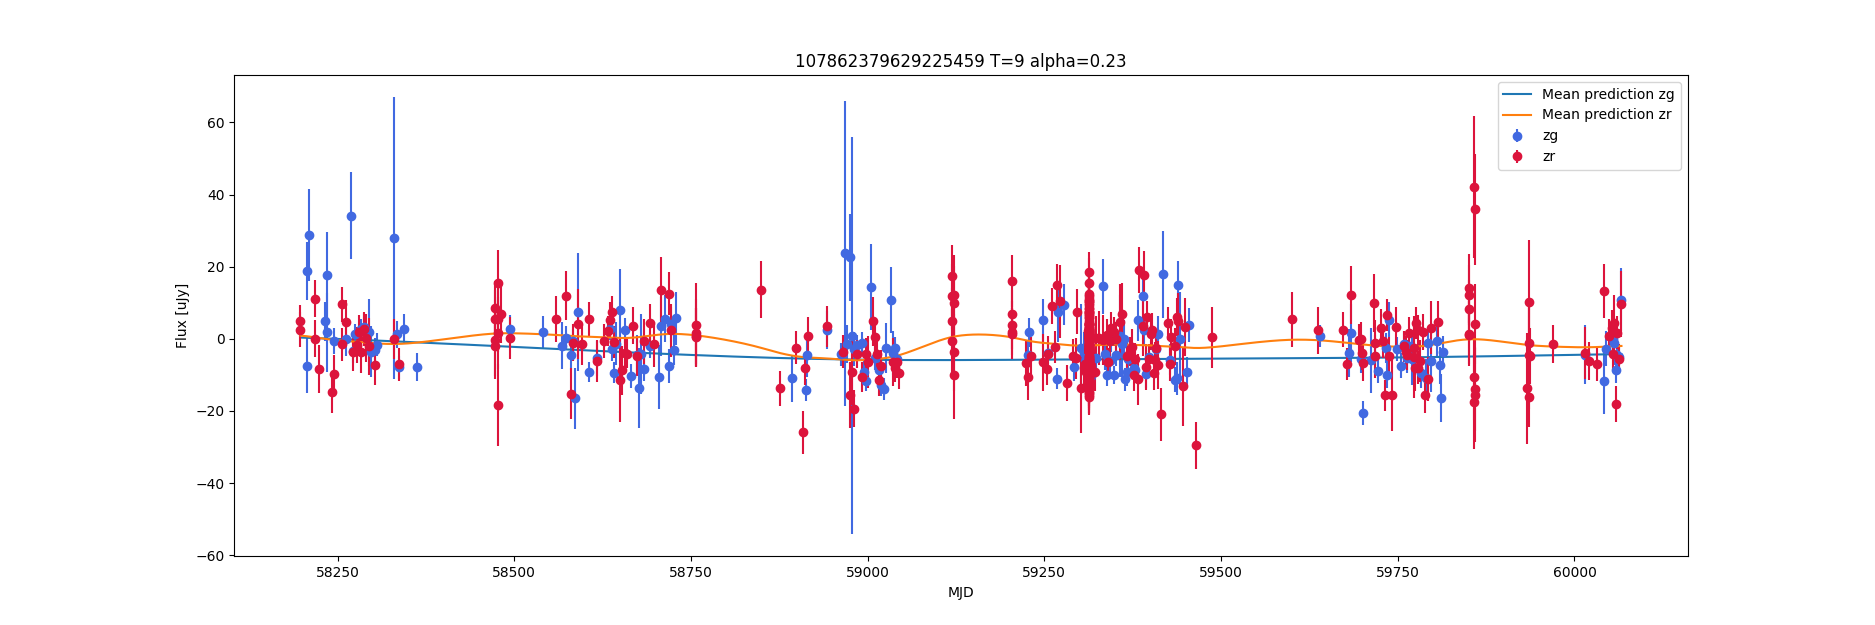 107862379629225459 T=9 alpha=0.23
Mean prediction zg
Mean prediction zr
zg
zr
Flux [uJy]
60
40
20
0
−20
−40
−60
58250 58500 58750 59000 59250 59500 59750 60000
MJD